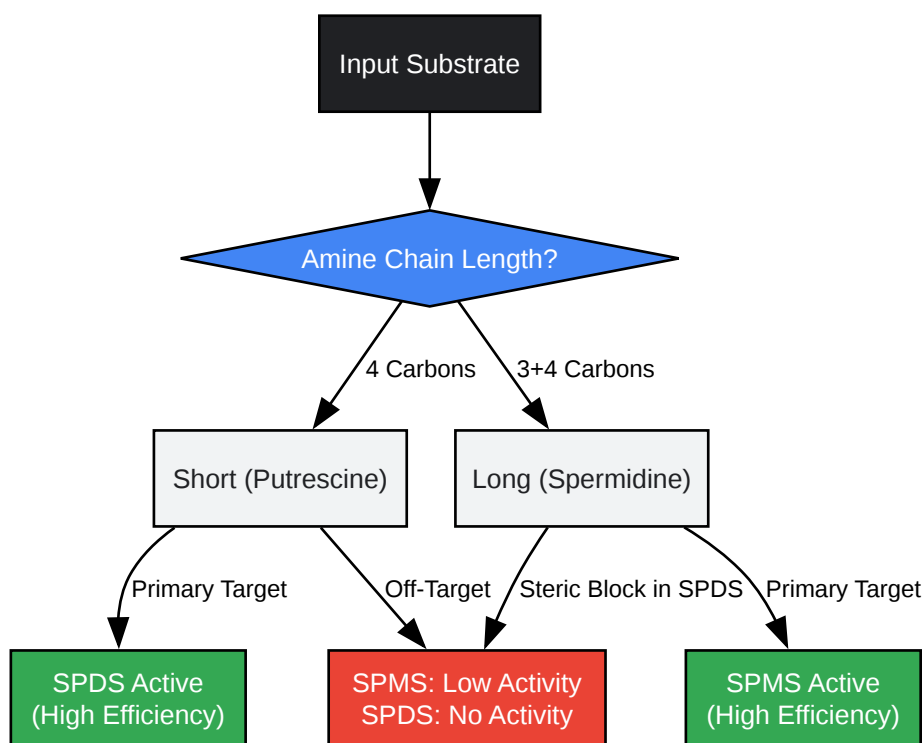 Input Substrate
Amine Chain Length?
4 Carbons
3+4 Carbons
Short (Putrescine)
Long (Spermidine)
Primary Target
Off-Target
Steric Block in SPDS
Primary Target
SPDS Active
(High Efficiency)
SPMS: Low Activity
SPDS: No Activity
SPMS Active
(High Efficiency)